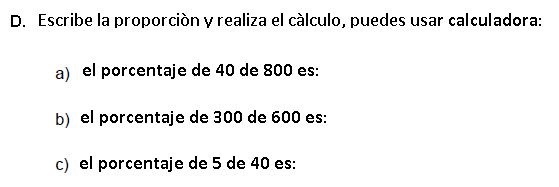 D. Escribe la proporciòn y realiza el càlculo, puedes usar calculadora:
a) el porcentaje de 40 de 800 es:
b) el porcentaje de 300 de 600 es:
c) el porcentaje de 5 de 40 es: